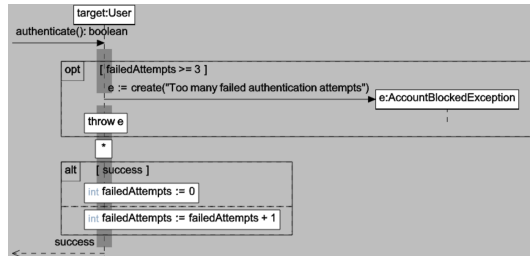 target:User
authenticate(): boolean
opt [ failedAttempts >= 3 ]
e := create("Too many failed authentication attempts")
e:AccountBlockedException
throw e
*
alt [ success ]
int failedAttempts := 0
int failedAttempts := failedAttempts + 1
success